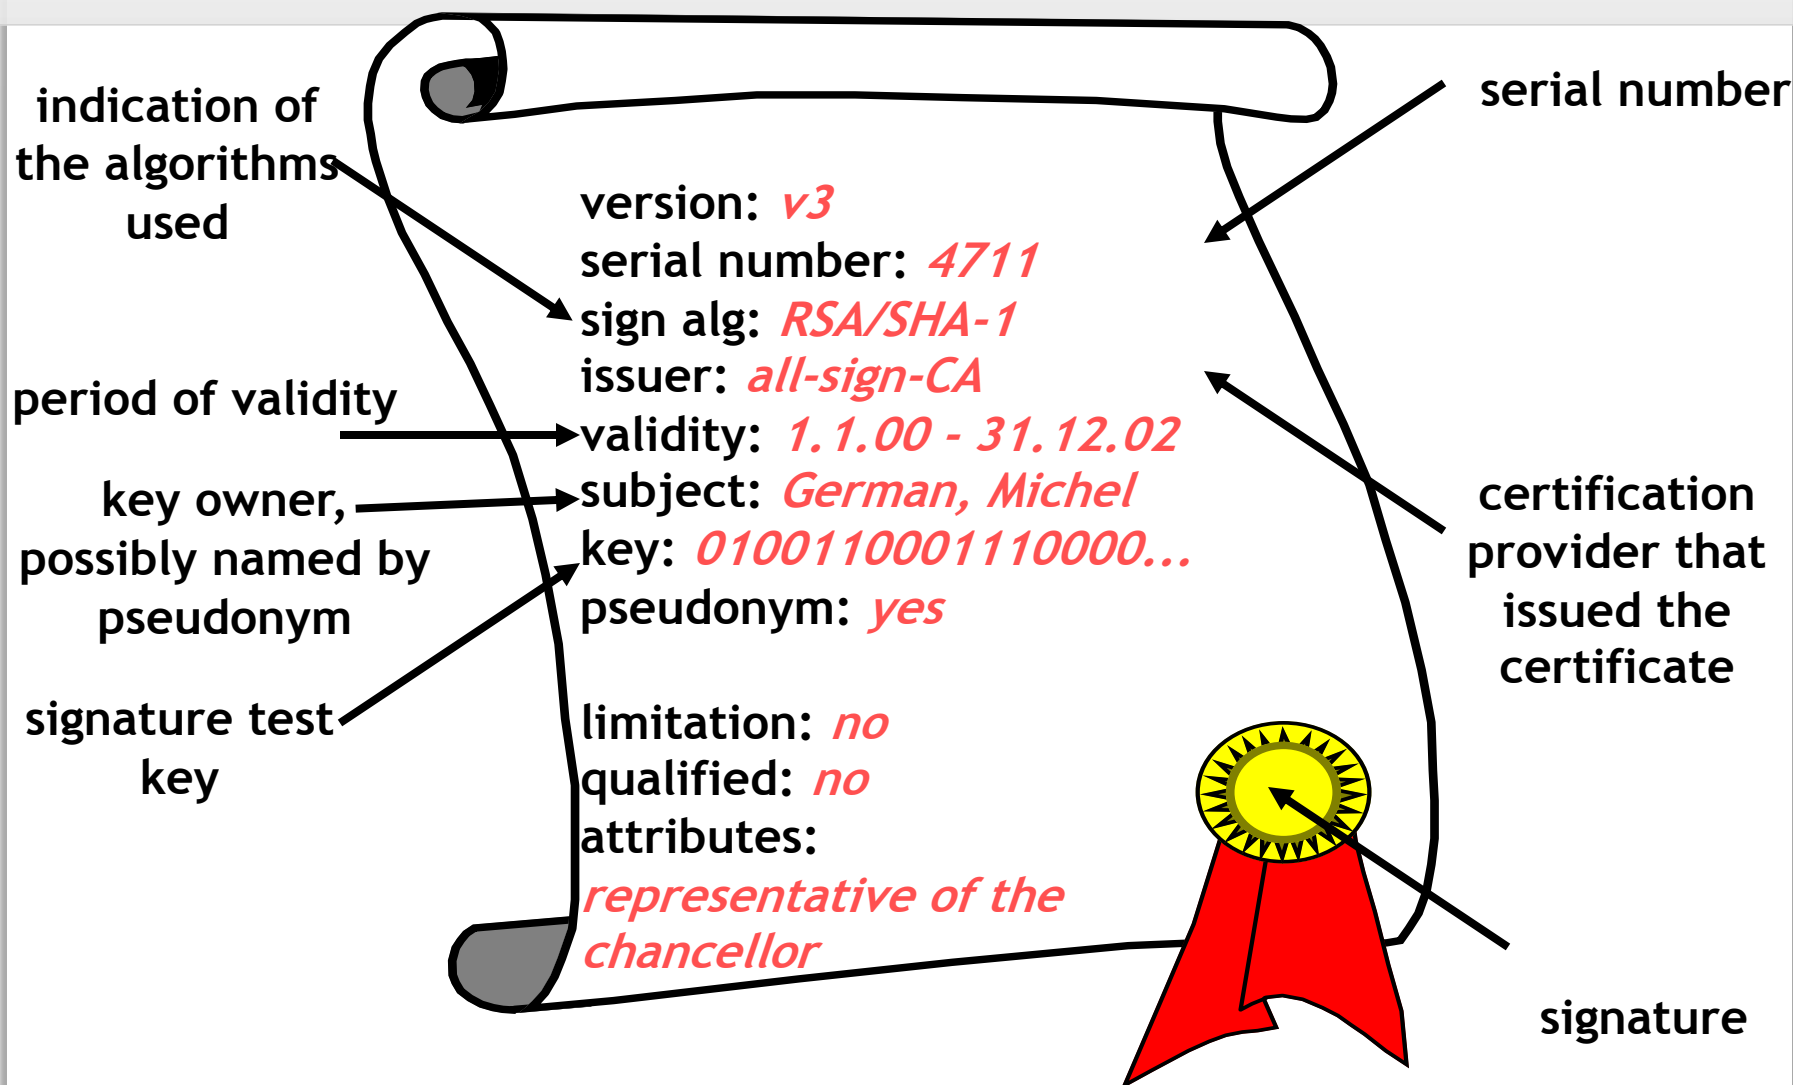 indication of
the algorithms
used
period of validity
key owner,
possibly named by
pseudonym
signature test
key
version: v3
serial number: 4711
sign alg: RSA/SHA-1
issuer: all-sign-CA
validity: 1.1.00 - 31.12.02
subject: German, Michel
key: 0100110001110000...
pseudonym: yes
limitation: no
qualified: no
attributes:
representative of the
chancellor
serial number
certification
provider that
issued the
certificate
signature